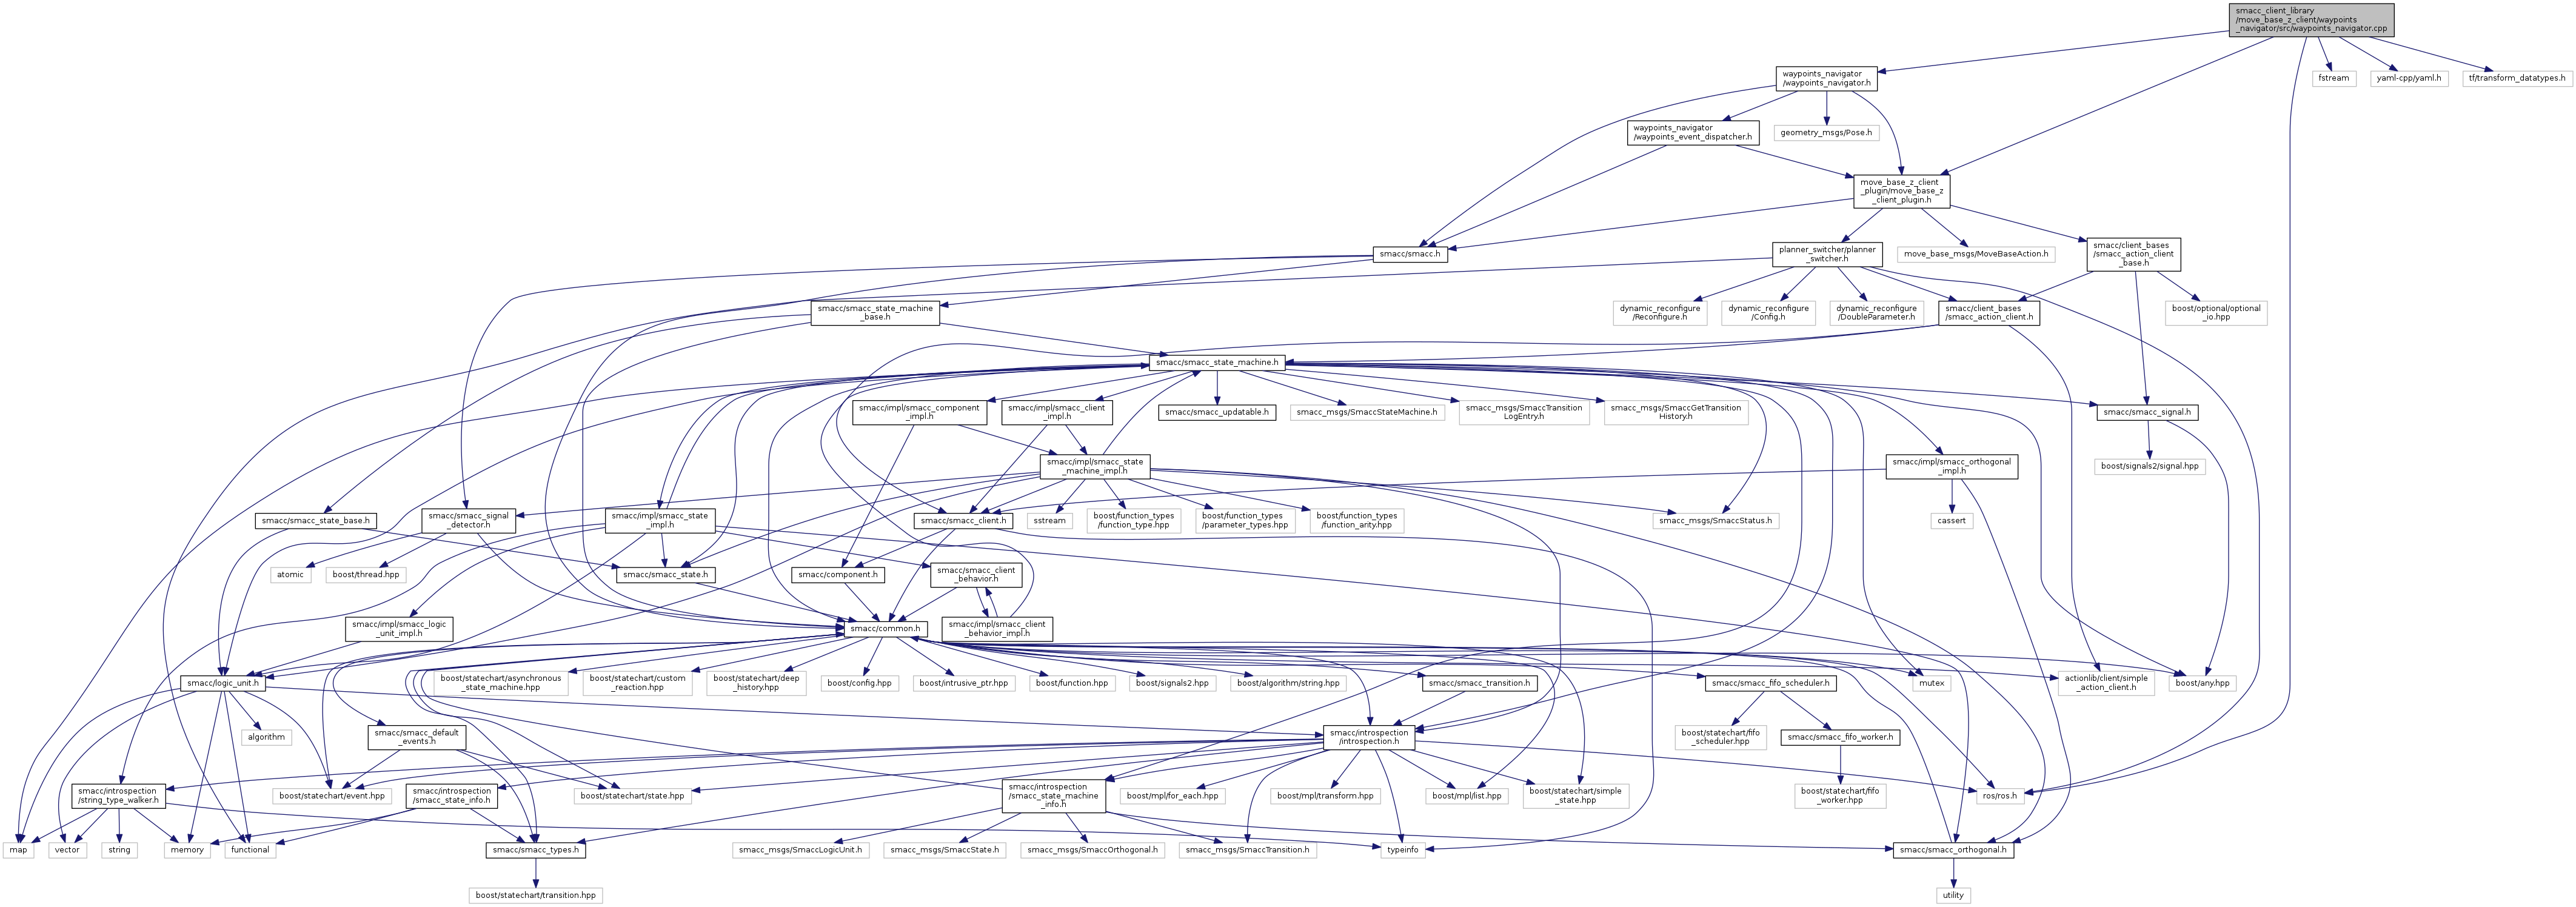 smacc_client_library
/move_base_z_client/waypoints
_navigator/src/waypoints_navigator.cpp
waypoints_navigator
/waypoints_navigator.h
fstream
yaml-cpp/yaml.h
tf/transform_datatypes.h
waypoints_navigator
/waypoints_event_dispatcher.h
geometry_msgs/Pose.h
move_base_z_client
_plugin/move_base_z
_client_plugin.h
smacc/smacc.h
planner_switcher/planner
_switcher.h
move_base_msgs/MoveBaseAction.h
smacc/client_bases
/smacc_action_client
_base.h
smacc/smacc_state_machine
_base.h
dynamic_reconfigure
/Reconfigure.h
dynamic_reconfigure
/Config.h
dynamic_reconfigure
/DoubleParameter.h
smacc/client_bases
/smacc_action_client.h
boost/optional/optional
_io.hpp
smacc/smacc_state_machine.h
smacc/impl/smacc_component
_impl.h
smacc/impl/smacc_client
_impl.h
smacc/smacc_updatable.h
smacc_msgs/SmaccStateMachine.h
smacc_msgs/SmaccTransition
LogEntry.h
smacc_msgs/SmaccGetTransition
History.h
smacc/smacc_signal.h
smacc/impl/smacc_state
_machine_impl.h
smacc/impl/smacc_orthogonal
_impl.h
boost/signals2/signal.hpp
smacc/smacc_state_base.h
smacc/smacc_signal
_detector.h
smacc/impl/smacc_state
_impl.h
smacc/smacc_client.h
sstream
boost/function_types
/function_type.hpp
boost/function_types
/parameter_types.hpp
boost/function_types
/function_arity.hpp
smacc_msgs/SmaccStatus.h
cassert
atomic
boost/thread.hpp
smacc/smacc_state.h
smacc/component.h
smacc/smacc_client
_behavior.h
smacc/impl/smacc_logic
_unit_impl.h
smacc/common.h
smacc/impl/smacc_client
_behavior_impl.h
smacc/logic_unit.h
boost/statechart/asynchronous
_state_machine.hpp
boost/statechart/custom
_reaction.hpp
boost/statechart/deep
_history.hpp
boost/config.hpp
boost/intrusive_ptr.hpp
boost/function.hpp
boost/signals2.hpp
boost/algorithm/string.hpp
smacc/smacc_transition.h
smacc/smacc_fifo_scheduler.h
mutex
actionlib/client/simple
_action_client.h
boost/any.hpp
algorithm
smacc/smacc_default
_events.h
smacc/introspection
/introspection.h
boost/statechart/fifo
_scheduler.hpp
smacc/smacc_fifo_worker.h
smacc/introspection
/string_type_walker.h
boost/statechart/event.hpp
smacc/introspection
/smacc_state_info.h
boost/statechart/state.hpp
smacc/introspection
/smacc_state_machine
_info.h
boost/mpl/for_each.hpp
boost/mpl/transform.hpp
boost/mpl/list.hpp
boost/statechart/simple
_state.hpp
boost/statechart/fifo
_worker.hpp
ros/ros.h
map
vector
string
memory
functional
smacc/smacc_types.h
smacc_msgs/SmaccLogicUnit.h
smacc_msgs/SmaccState.h
smacc_msgs/SmaccOrthogonal.h
smacc_msgs/SmaccTransition.h
typeinfo
smacc/smacc_orthogonal.h
boost/statechart/transition.hpp
utility